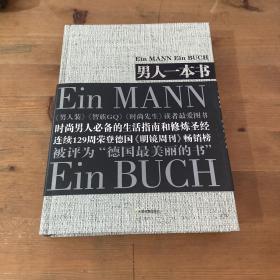 Ein MANN Ein BUCH
男人一本书
Ein MANN
《男人装》《智族GQ》《时尚先生》读者最爱图书
时尚男人必备的生活指南和修炼圣经
连续129周荣登德国《明镜周刊》畅销榜
被评为“德国最美丽的书”
Ein BUCH